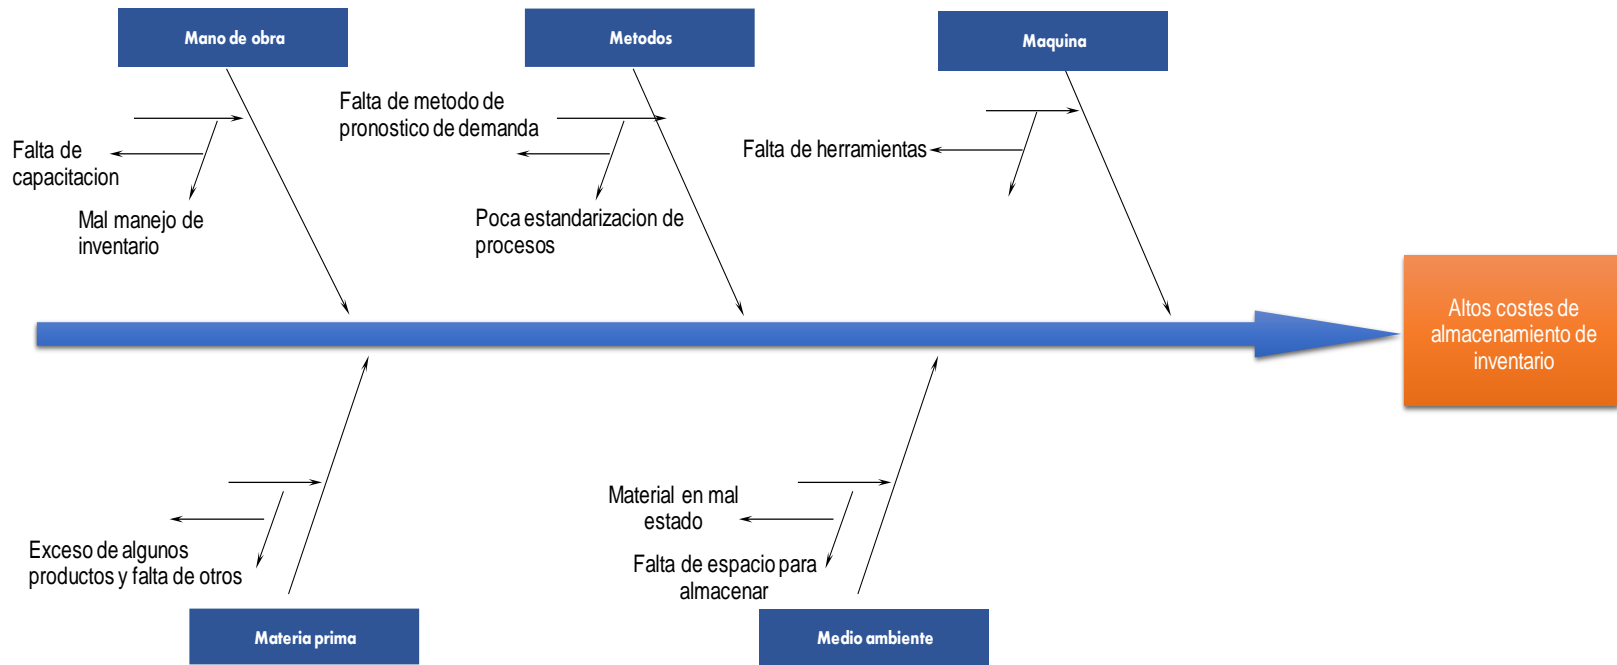 Mano de obra
Metodos
Maquina
Falta de
capacitacion
Mal manejo de
inventario
Falta de metodo de
pronostico de demanda
Poca estandarizacion de
procesos
Falta de herramientas
Altos costes de
almacenamiento de
inventario
Exceso de algunos
productos y falta de otros
Material en mal
estado
Falta de espacio para
almacenar
Materia prima
Medio ambiente